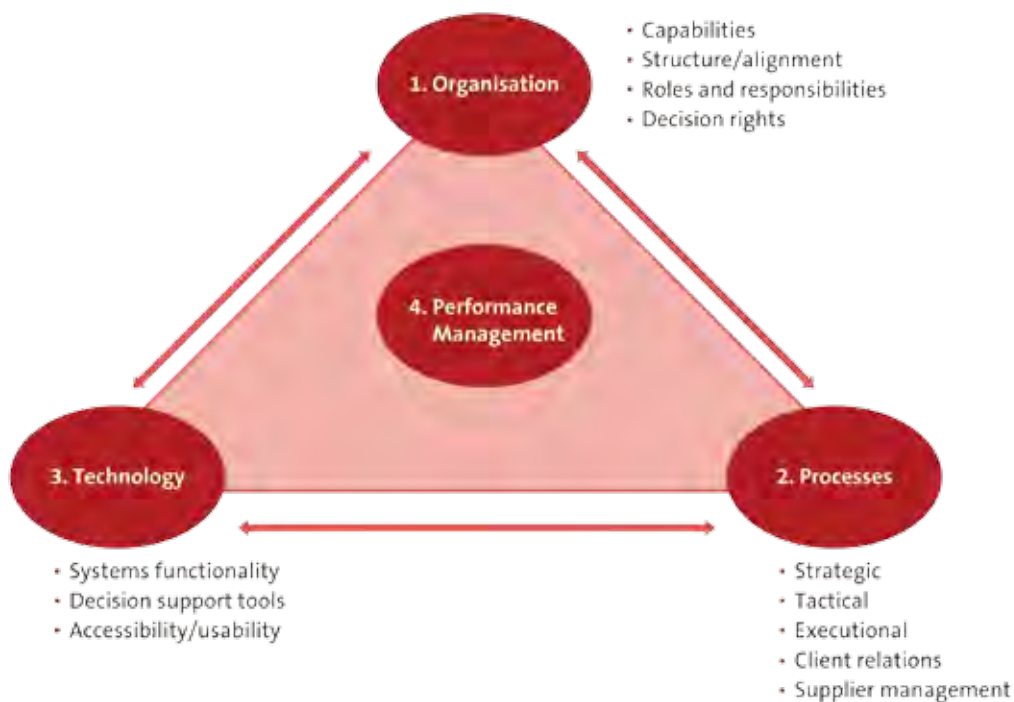 1. Organisation
• Capabilities
• Structure/alignment
• Roles and responsibilities
• Decision rights
4. Performance
Management
3. Technology
• Systems functionality
• Decision support tools
• Accessibility/usability
2. Processes
• Strategic
• Tactical
• Executional
• Client relations
• Supplier management